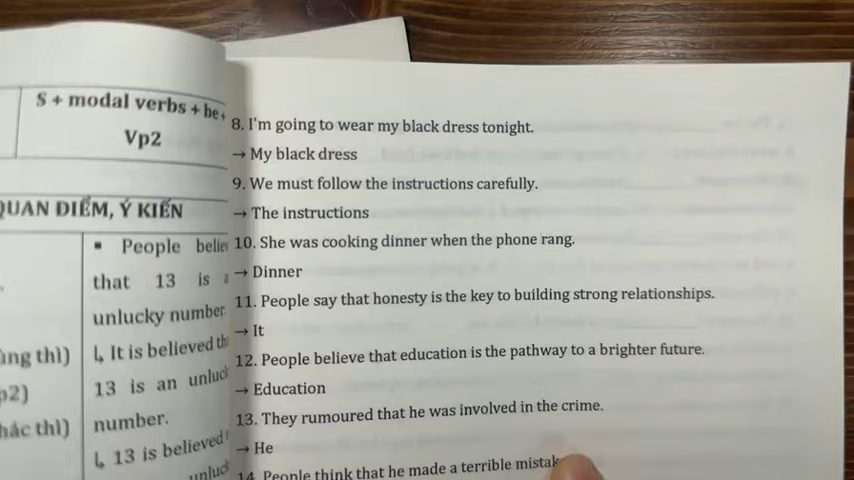 S + modal verbs + be +
Vp2
QUAN ĐIỂM, Ý KIẾN
▪ People
that 13 is
unlucky number.
↳ It is believed
13 is an
number.
↳ 13 is believed
thì)
thì)
8. I'm going to wear my black dress tonight.
→ My black dress
9. We must follow the instructions carefully.
→ The instructions
10. She was cooking dinner when the phone rang.
→ Dinner
11. People say that honesty is the key to building strong relationships.
→ It
12. People believe that education is the pathway to a brighter future.
→ Education
13. They rumoured that he was involved in the crime.
→ He
14. People think that he made a terrible